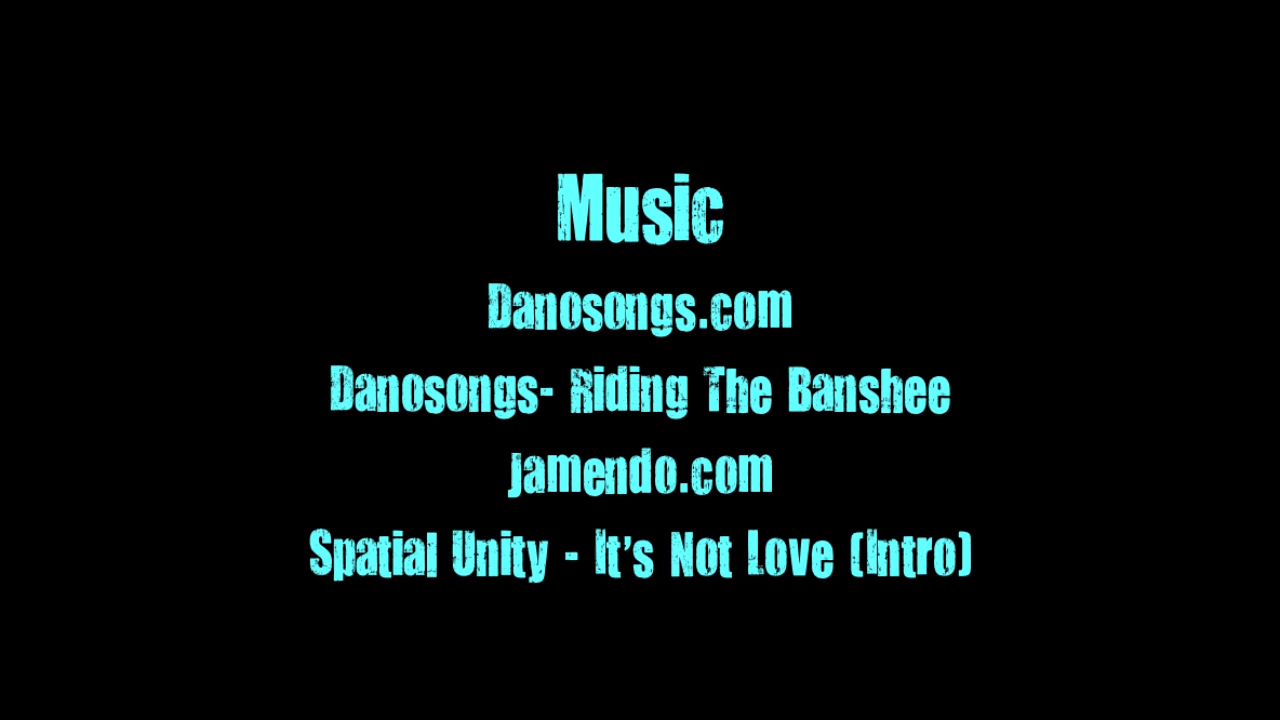 Music
Danosongs.com
Danosongs- Riding The Banshee
jamendo.com
Spatial Unity - It's Not Love (Intro)